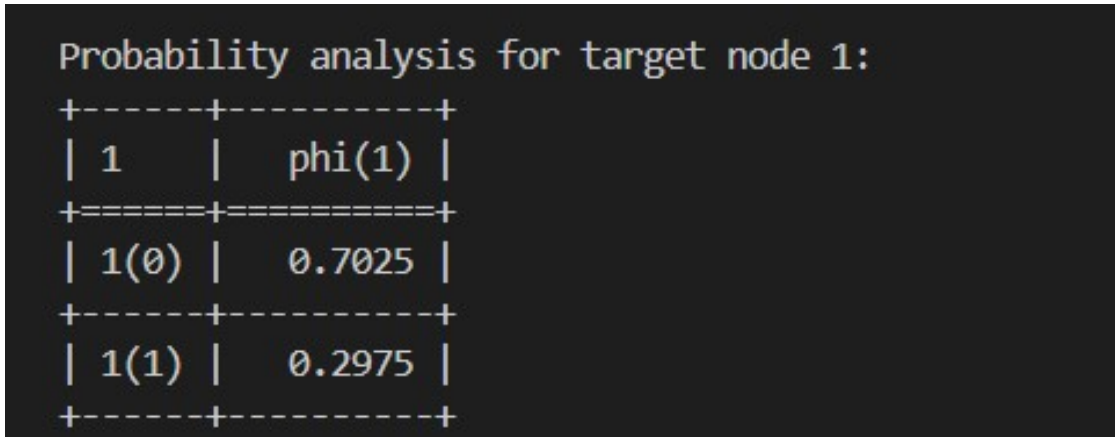 Probability analysis for target node 1:
+------+----------+
| 1    |   phi(1) |
+======+==========+
| 1(0) |   0.7025 |
+------+----------+
| 1(1) |   0.2975 |
+------+----------+